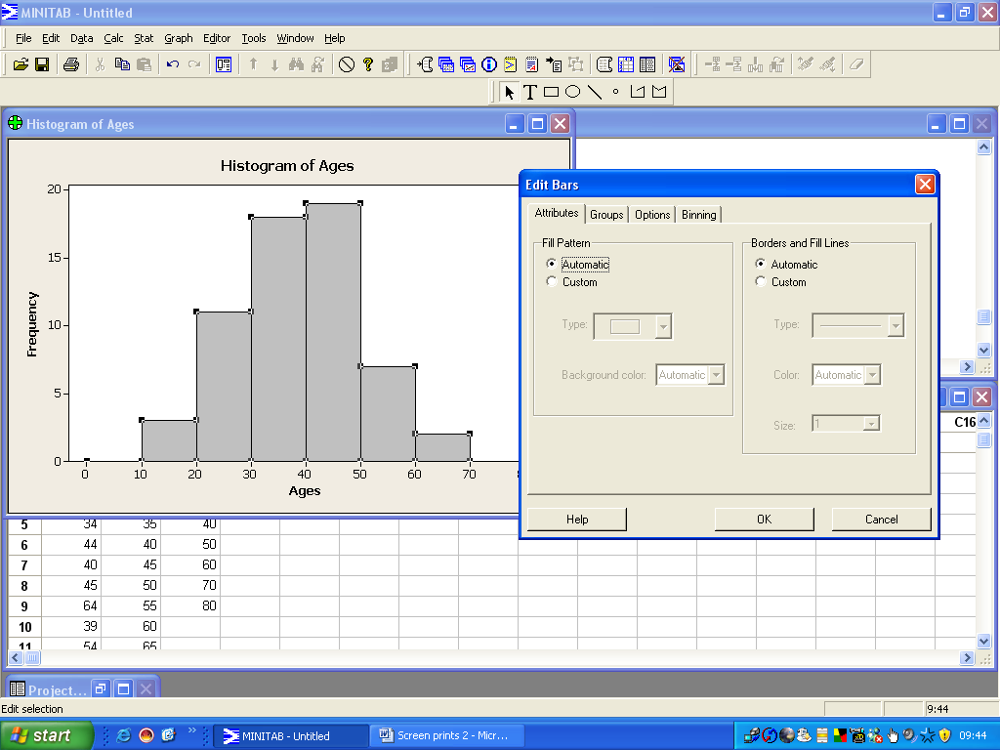 MINITAB - Untitled
File Edit Data Calc Stat Graph Editor Tools Window Help
Histogram of Ages
Histogram of Ages
20
15
10
5
0
Frequency
0 10 20 30 40 50 60 70
Ages
Edit Bars
Attributes Groups Options Binning
Fill Pattern
Automatic
Custom
Type:
Background color: Automatic
Borders and Fill Lines
Automatic
Custom
Type:
Color: Automatic
Size: 1
Help OK Cancel
C16
5 34 35 40
6 44 40 50
7 40 45 60
8 45 50 70
9 64 55 80
10 39 60
11 54 65
Project...
Edit selection
9:44
start
MINITAB - Untitled
Screen prints 2 - Micr...
09:44